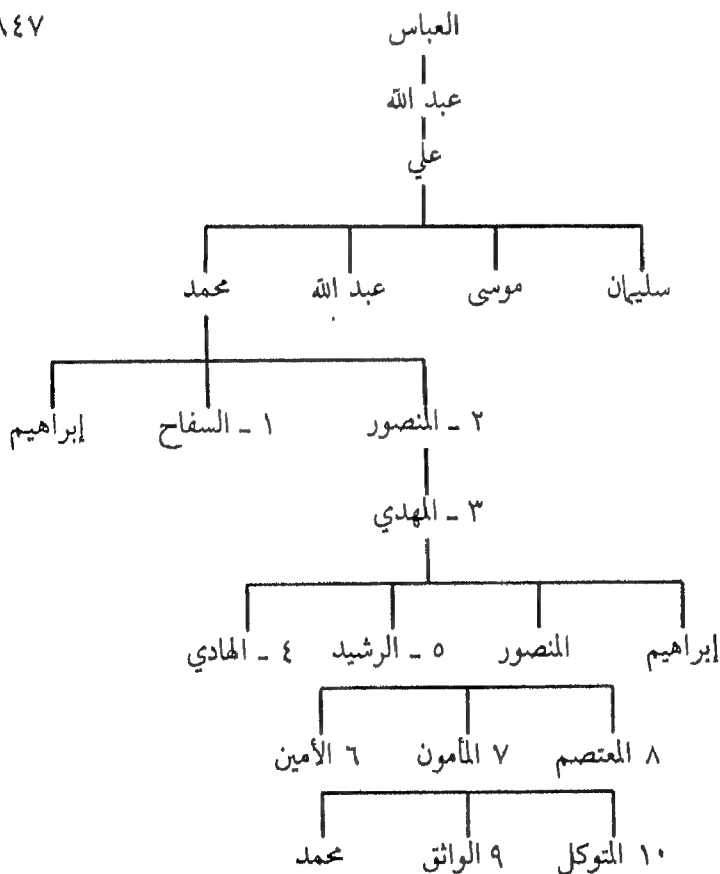 ٨٤٧
العباس
عبد الله
علي
سليمان موسى عبد الله محمد
٢ - المنصور ١ - السفاح إبراهيم
٣ - المهدي
إبراهيم المنصور ٥ - الرشيد ٤ - الهادي
٨ المعتصم ٧ المأمون ٦ الأمين
١٠ المتوكل ٩ الواثق محمد